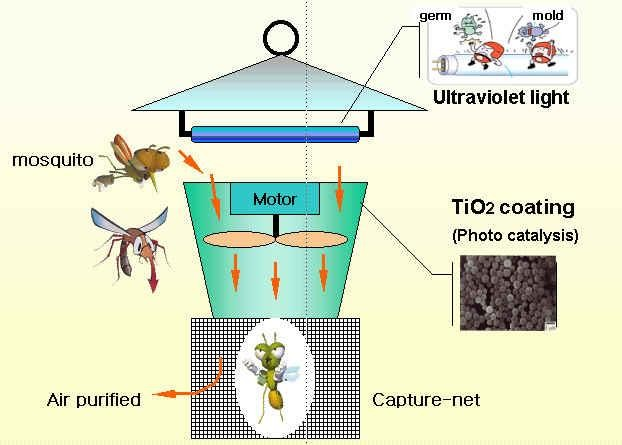 germ
mold
Ultraviolet light
mosquito
Motor
TiO2 coating
(Photo catalysis)
Air purified
Capture-net